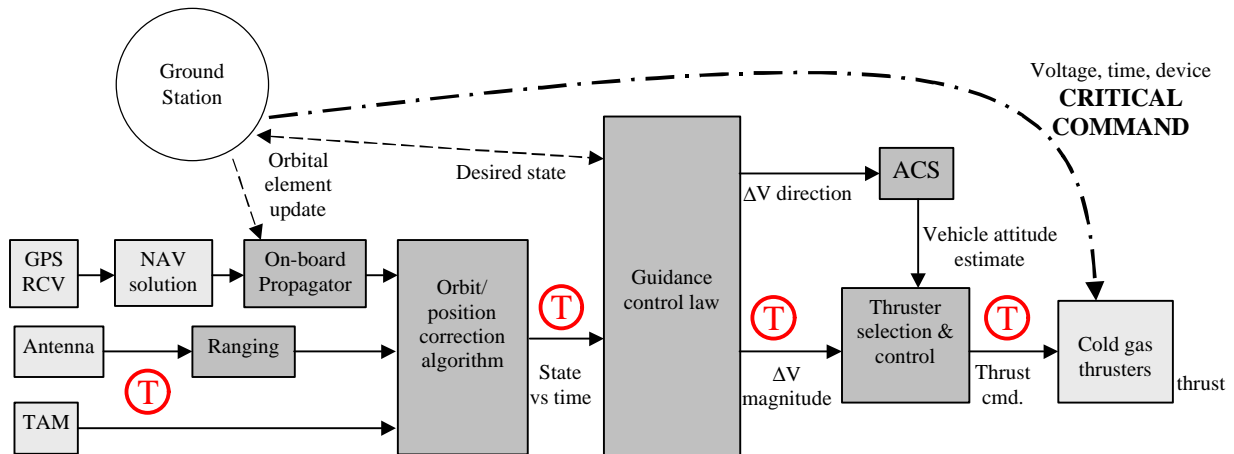 Ground
Station
Voltage, time, device
CRITICAL
COMMAND
Orbital
element
update
Desired state
ACS
ΔV direction
Vehicle attitude
estimate
GPS
RCV
NAV
solution
On-board
Propagator
Orbit/
position
correction
algorithm
Guidance
control law
T
T
T
Thruster
selection &
control
Cold gas
thrusters
Antenna
Ranging
T
State
vs time
ΔV
magnitude
Thrust
cmd.
thrust
TAM